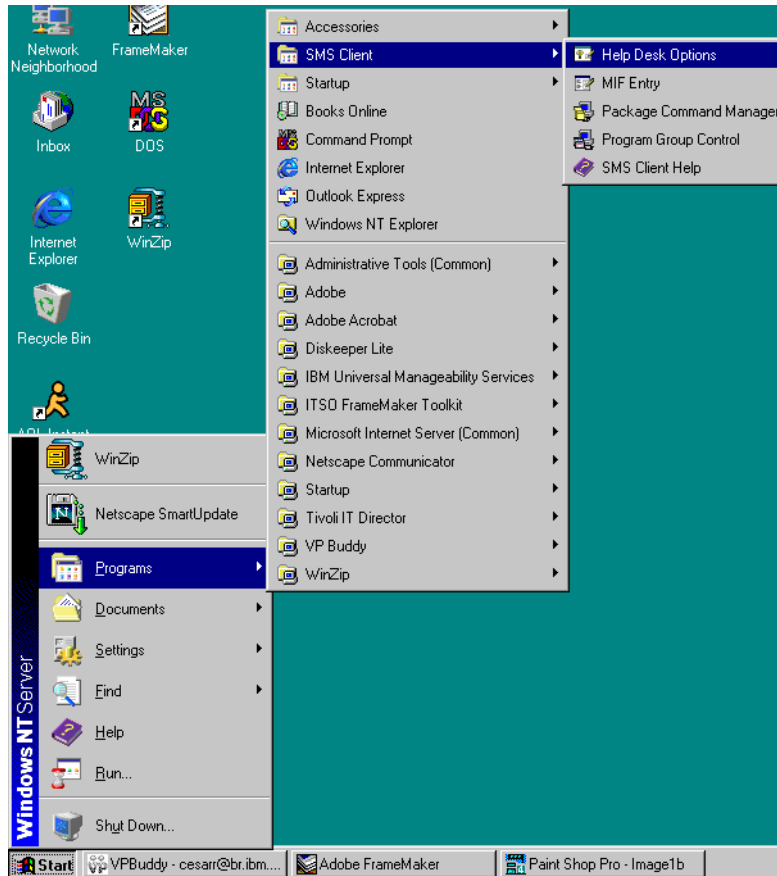 Network Neighborhood
FrameMaker
Inbox
DOS
Internet Explorer
WinZip
Recycle Bin
AOL Instant
Accessories
SMS Client
Startup
Books Online
Command Prompt
Internet Explorer
Outlook Express
Windows NT Explorer
Administrative Tools (Common)
Adobe
Adobe Acrobat
Diskeeper Lite
IBM Universal Manageability Services
ITSO FrameMaker Toolkit
Microsoft Internet Server (Common)
Netscape Communicator
Startup
Tivoli IT Director
VP Buddy
WinZip
Help Desk Options
MIF Entry
Package Command Manager
Program Group Control
SMS Client Help
WinZip
Netscape SmartUpdate
Programs
Documents
Settings
Find
Help
Run...
Shut Down...
Windows NT Server
Start
VPBuddy - cesarr@br.ibm....
Adobe FrameMaker
Paint Shop Pro - Image1b